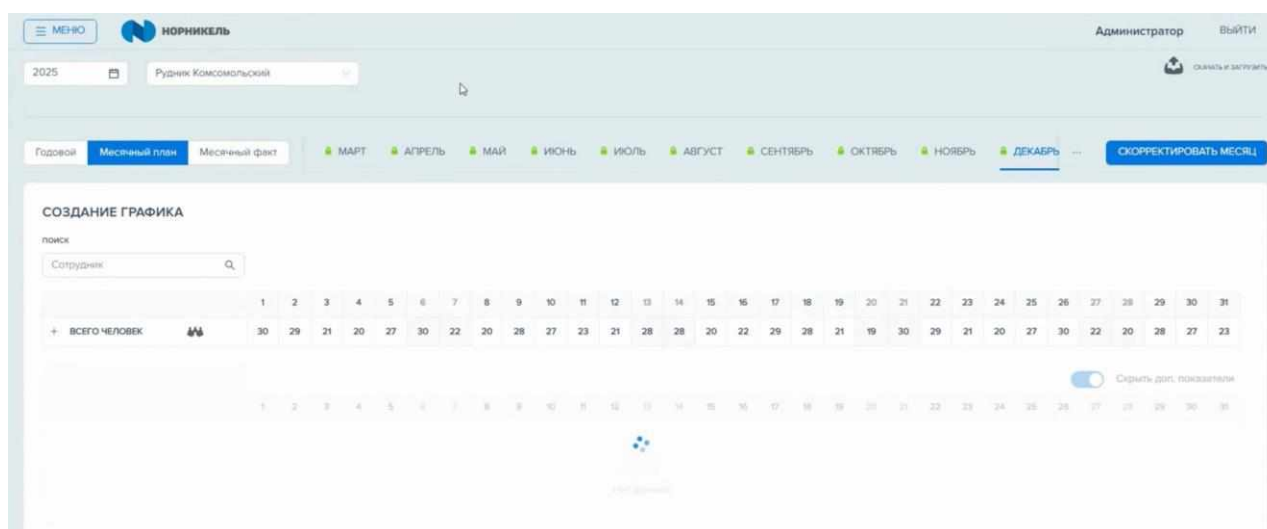 МЕНЮ НОРНИКЕЛЬ Администратор ВЫЙТИ
2025 Рудник Комсомольский СКАЧАТЬ И ЗАГРУЗИТЬ
Годовой Месячный план Месячный факт МАРТ АПРЕЛЬ МАЙ ИЮНЬ ИЮЛЬ АВГУСТ СЕНТЯБРЬ ОКТЯБРЬ НОЯБРЬ ДЕКАБРЬ ... СКОРРЕКТИРОВАТЬ МЕСЯЦ
СОЗДАНИЕ ГРАФИКА
ПОИСК
Сотрудник
1 2 3 4 5 6 7 8 9 10 11 12 13 14 15 16 17 18 19 20 21 22 23 24 25 26 27 28 29 30 31
+ ВСЕГО ЧЕЛОВЕК 30 29 21 20 27 30 22 20 28 27 23 21 28 28 20 22 29 28 21 19 30 29 21 20 27 30 22 20 28 27 23
Скрыть доп. показатели
1 2 3 4 5 6 7 8 9 10 11 12 13 14 15 16 17 18 19 20 21 22 23 24 25 26 27 28 29 30 31